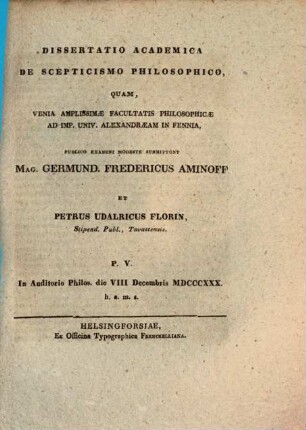 DISSERTATIO ACADEMICA
DE SCEPTICISMO PHILOSOPHICO,
QUAM,
VENIA AMPLISSIMÆ FACULTATIS PHILOSOPHICÆ
AD IMP. UNIV. ALEXANDRÆAM IN FENNIA,
PUBLICO EXAMINI MODESTE SUBMITTUNT
MAG. GERMUND. FREDERICUS AMINOFF
ET
PETRUS UDALRICUS FLORIN,
Stipend. Publ., Tavastensis.
P. V.
In Auditorio Philos. die VIII Decembris MDCCCXXX.
h. a. m. s.
HELSINGFORSIAE,
Ex Officina Typographica FRENCKELLIANA.